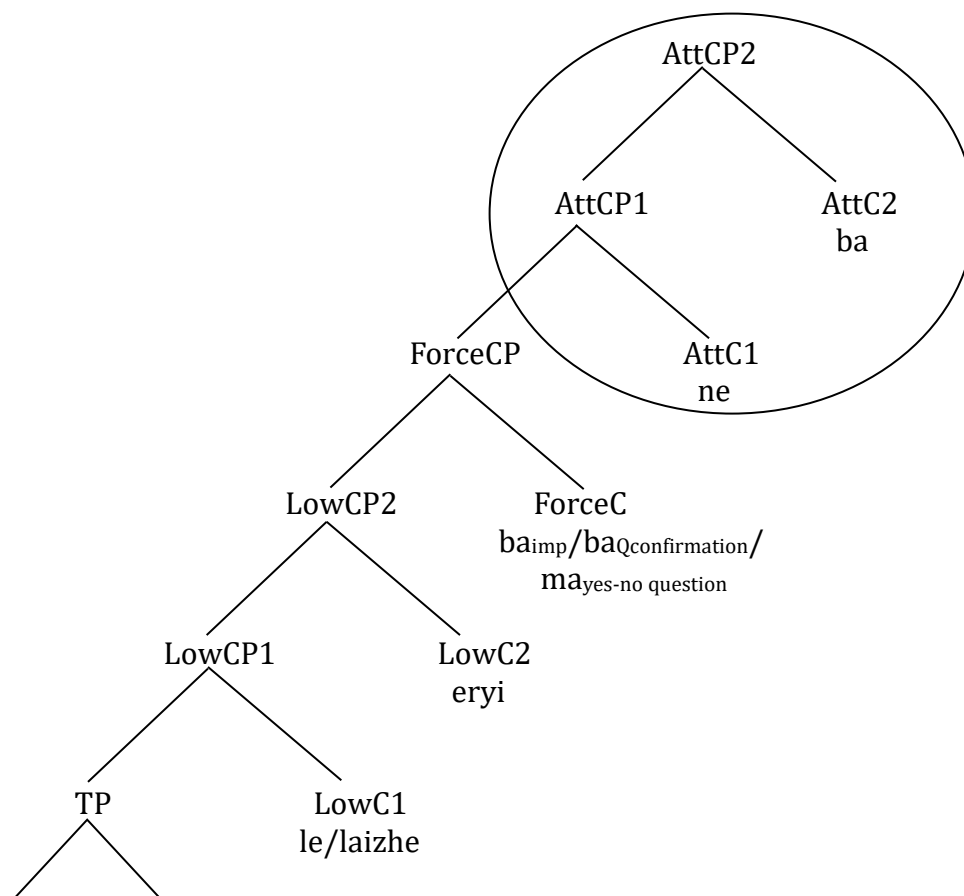 AttCP2
AttCP1 AttC2
ba
ForceCP AttC1
ne
LowCP2 ForceC
baimp/baQconfirmation/
mayes-no question
LowCP1 LowC2
eryi
TP LowC1
le/laizhe